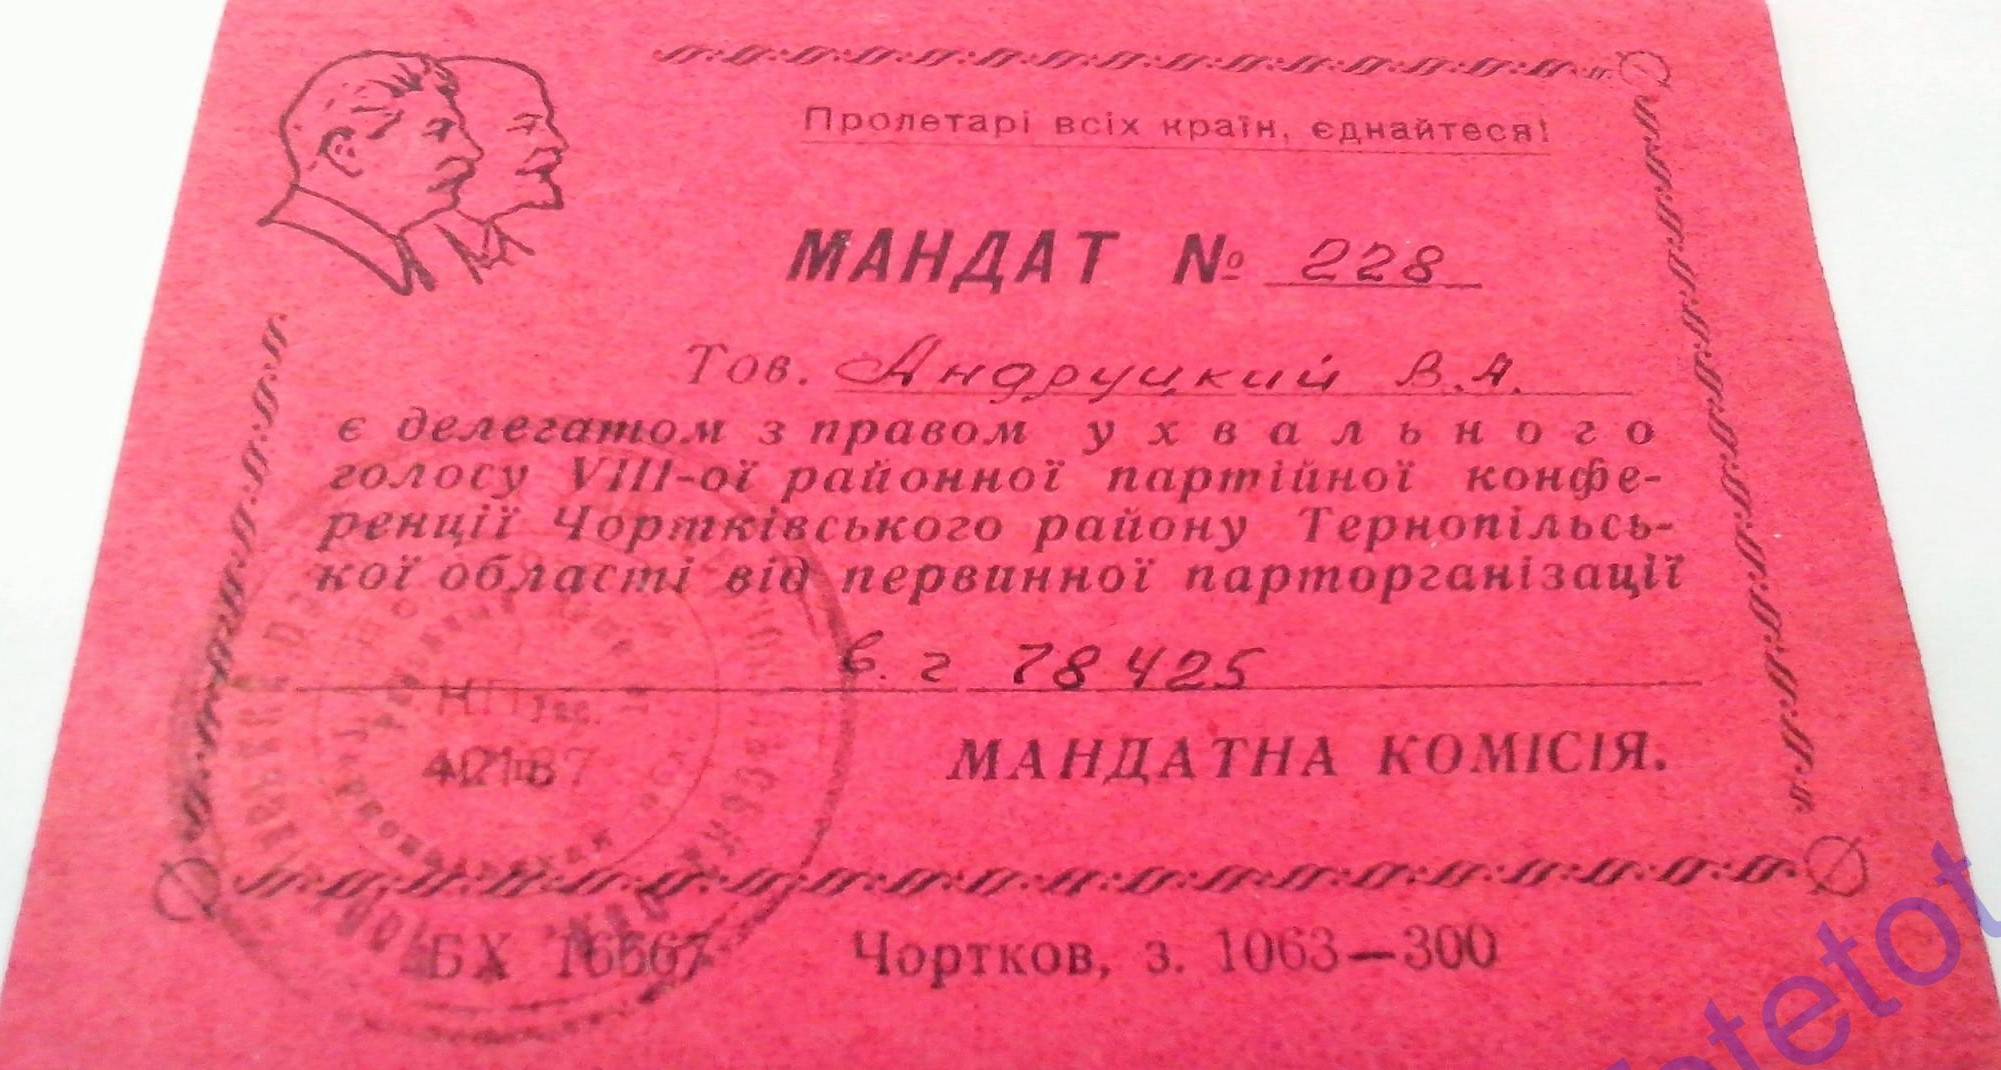 Пролетарі всіх країн, єднайтеся!
МАНДАТ № 228
Тов. Андруцкий В.А.
є делегатом з правом ухвального
голосу VIII-ої районної партійної конфе-
ренції Чортківського району Тернопільсь-
кої області від первинної парторганізації
в.г 78425
МАНДАТНА КОМІСІЯ.
БХ 16667 Чортков, з. 1063—300